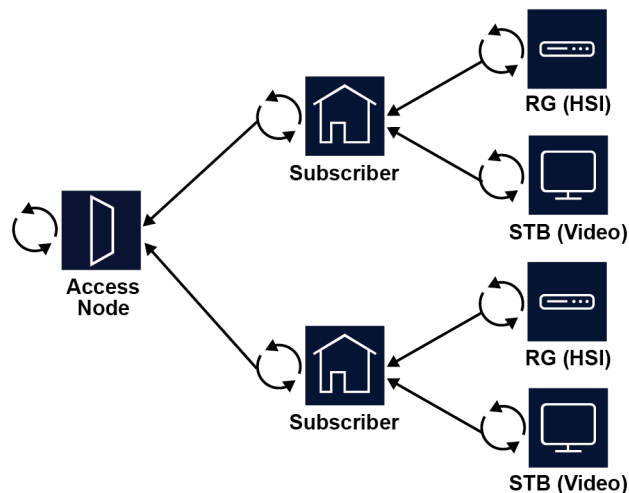 RG (HSI)
Subscriber
STB (Video)
Access
Node
RG (HSI)
Subscriber
STB (Video)